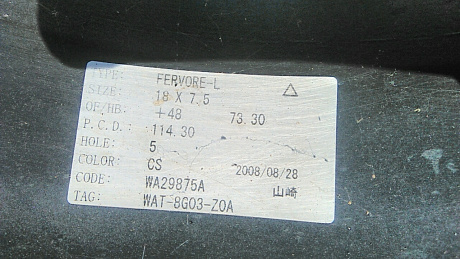 TYPE: FERVORE-L
SIZE: 18 X 7.5 △
OF/HB: +48 73.30
P.C.D.: 114.30
HOLE: 5
COLOR: CS 2008/08/28
CODE: WA29875A 山崎
TAG: WAT-8G03-Z0A